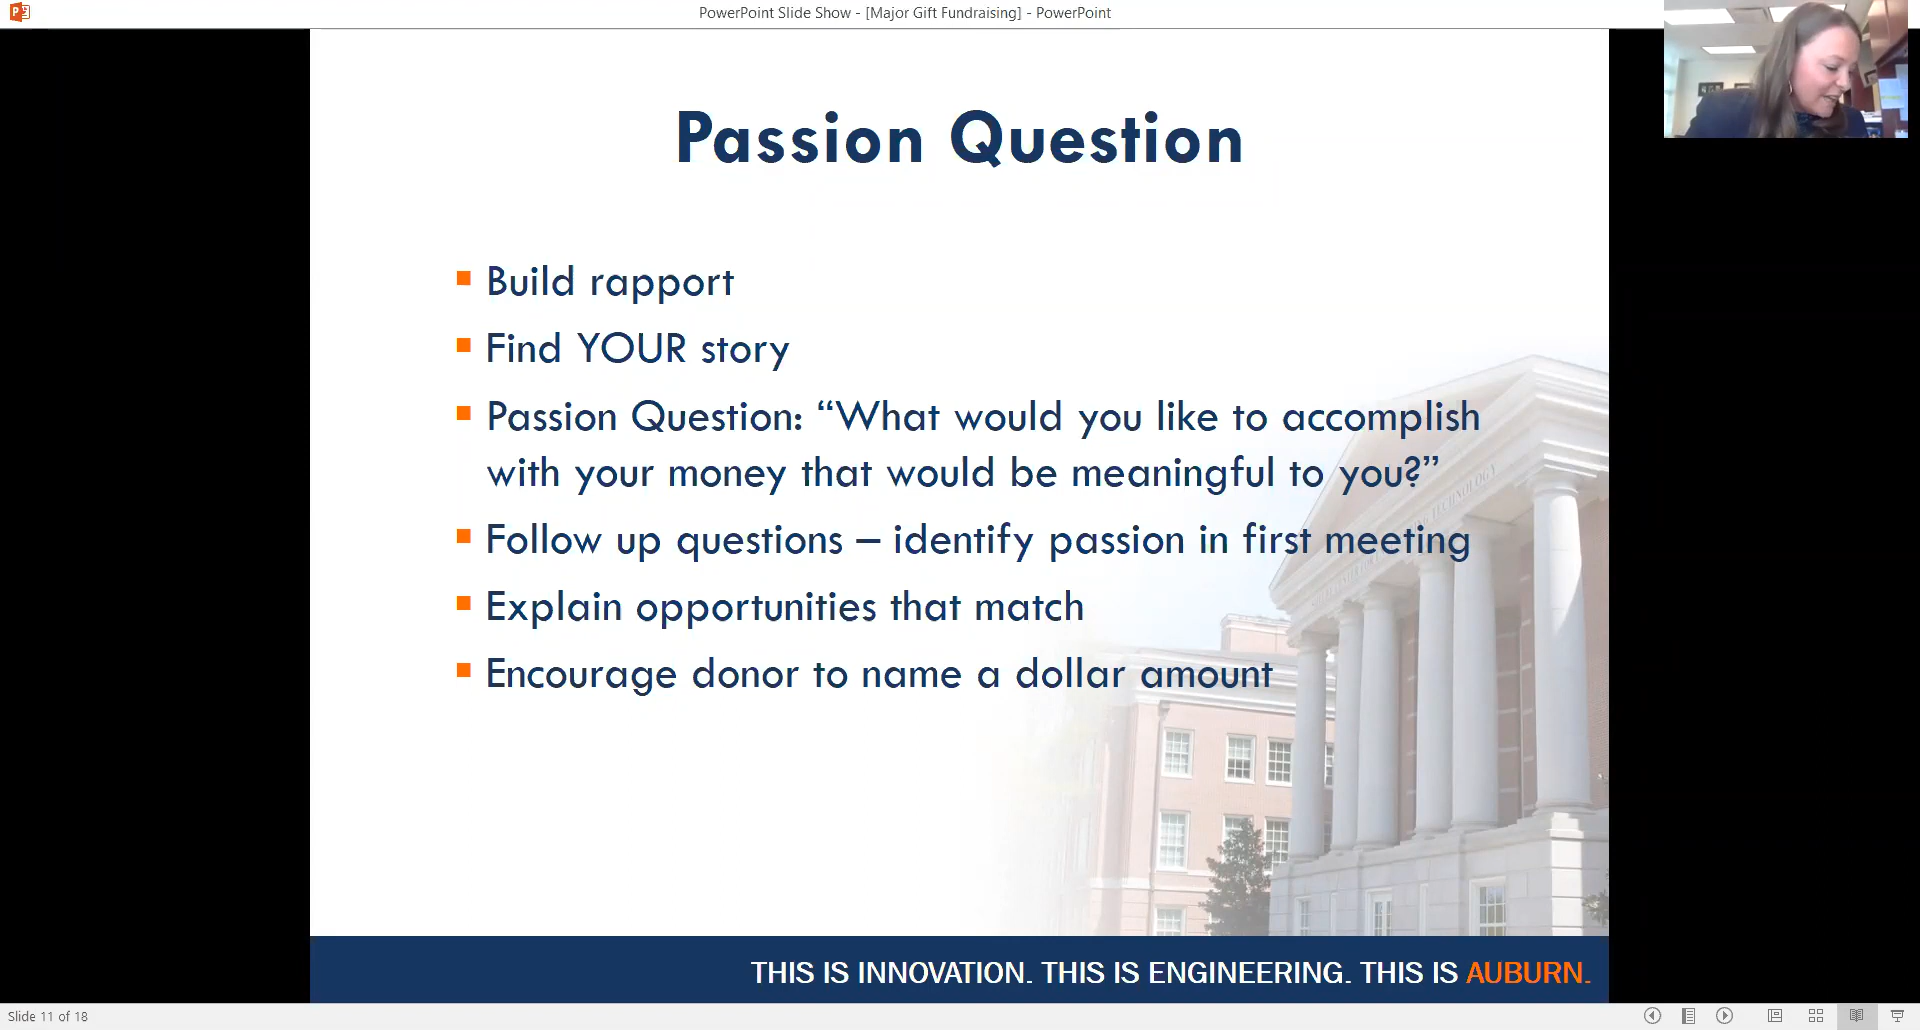 PowerPoint Slide Show - [Major Gift Fundraising] - PowerPoint
Passion Question
Build rapport
Find YOUR story
Passion Question: “What would you like to accomplish
with your money that would be meaningful to you?”
Follow up questions – identify passion in first meeting
Explain opportunities that match
Encourage donor to name a dollar amount
THIS IS INNOVATION. THIS IS ENGINEERING. THIS IS AUBURN.
Slide 11 of 18